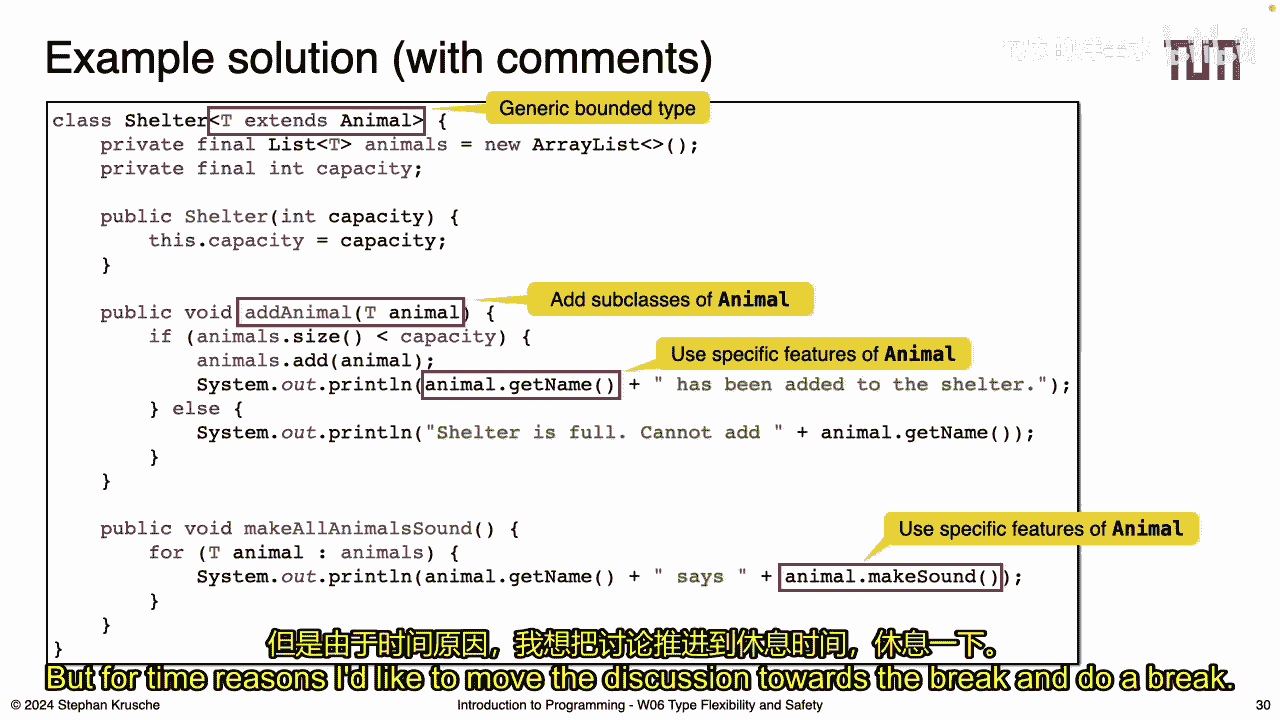 Example solution (with comments)
Generic bounded type
class Shelter<T extends Animal> {
    private final List<T> animals = new ArrayList<>();
    private final int capacity;
    public Shelter(int capacity) {
        this.capacity = capacity;
    }
Add subclasses of Animal
    public void addAnimal(T animal) {
        if (animals.size() < capacity) {
Use specific features of Animal
            animals.add(animal);
            System.out.println(animal.getName() + " has been added to the shelter.");
        } else {
            System.out.println("Shelter is full. Cannot add " + animal.getName());
        }
    }
    public void makeAllAnimalsSound() {
Use specific features of Animal
        for (T animal : animals) {
            System.out.println(animal.getName() + " says " + animal.makeSound());
        }
    }
}
但是由于时间原因，我想把讨论推进到休息时间，休息一下。
But for time reasons I'd like to move the discussion towards the break and do a break.
© 2024 Stephan Krusche
Introduction to Programming - W06 Type Flexibility and Safety
30